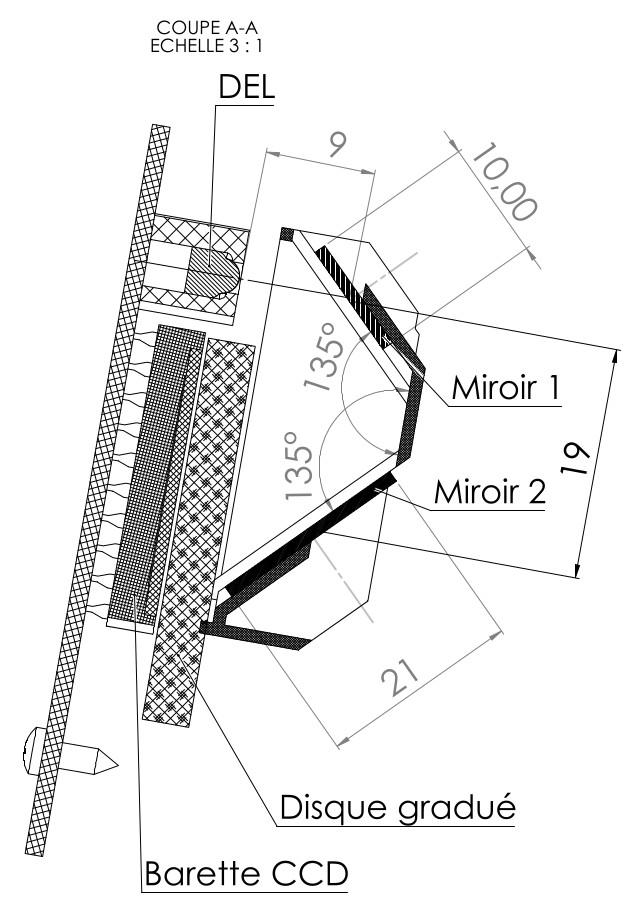 COUPE A-A
ECHELLE 3 : 1
DEL
9
10,00
135°
Miroir 1
135°
19
Miroir 2
21
Disque gradué
Barette CCD